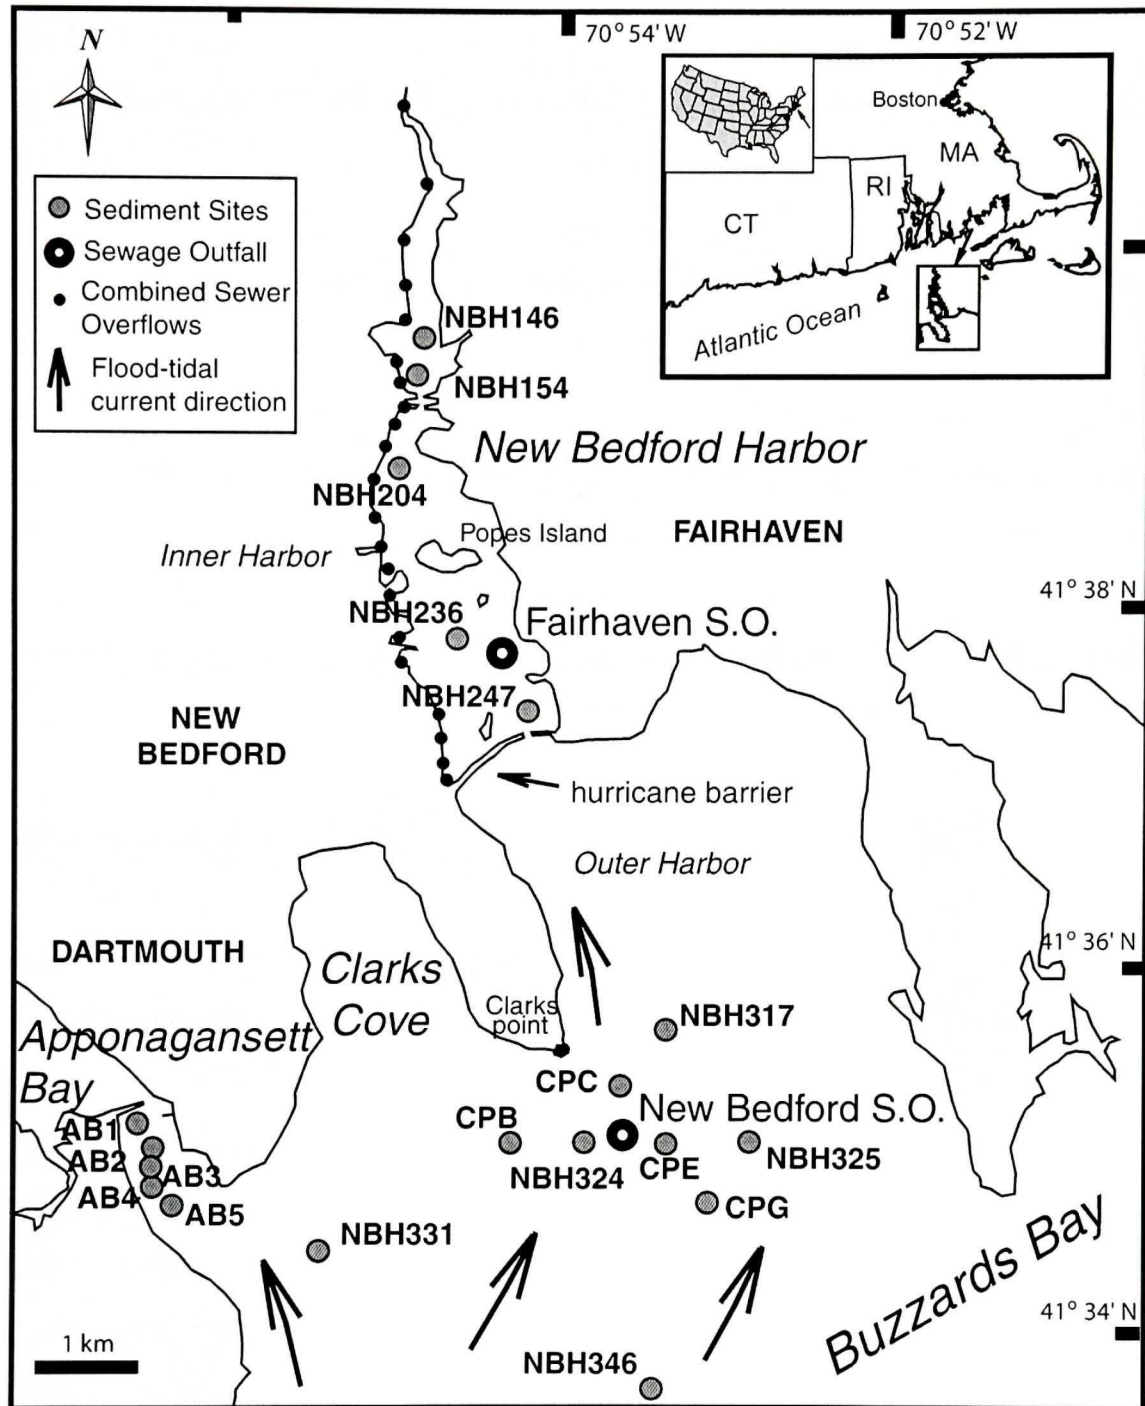 70° 54' W
70° 52' W
N
Boston
MA
RI
CT
Atlantic Ocean
Sediment Sites
Sewage Outfall
Combined Sewer
Overflows
Flood-tidal
current direction
NBH146
NBH154
New Bedford Harbor
NBH204
Popes Island
FAIRHAVEN
Inner Harbor
41° 38' N
NBH236
Fairhaven S.O.
NBH247
NEW
BEDFORD
hurricane barrier
Outer Harbor
DARTMOUTH
41° 36' N
Clarks
Cove
Clarks
point
NBH317
Apponagansett
Bay
CPC
New Bedford S.O.
CPB
AB1
AB2
AB3
NBH324
CPE
NBH325
AB4
AB5
CPG
NBH331
Buzzards Bay
41° 34' N
1 km
NBH346